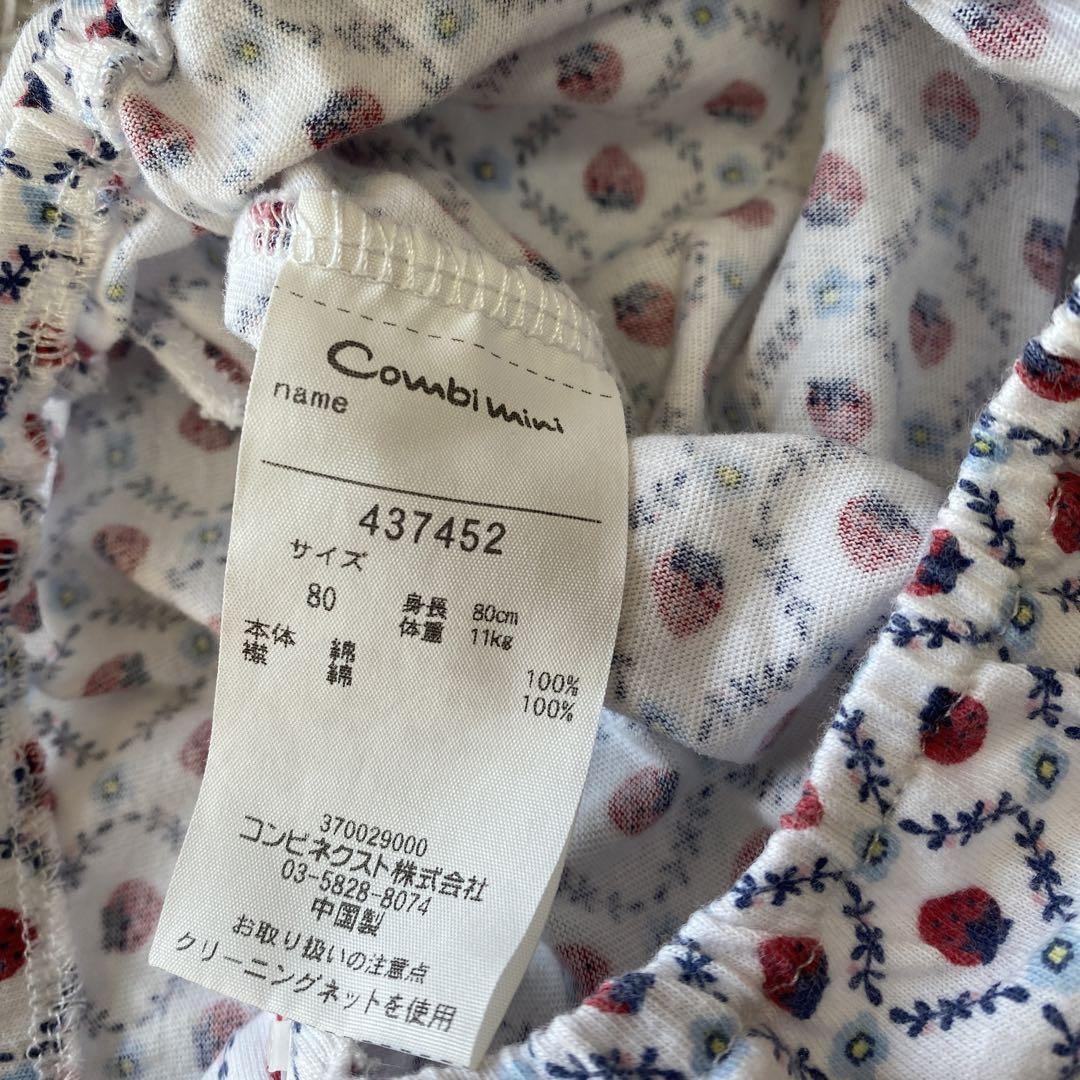 Combi mini
name
437452
サイズ
80 身長 80cm
体重 11kg
本体 綿 100%
襟 綿 100%
370029000
コンビネクスト株式会社
03-5828-8074
中国製
お取り扱いの注意点
クリーニングネットを使用